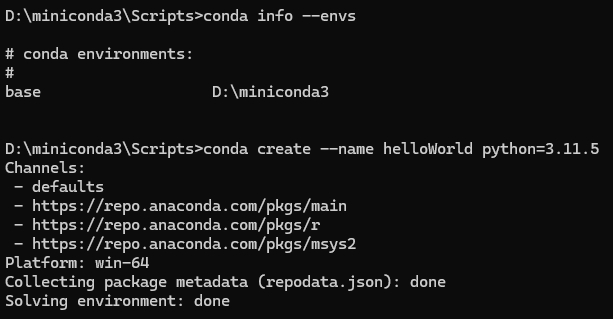 D:\miniconda3\Scripts>conda info --envs
# conda environments:
#
base                     D:\miniconda3
D:\miniconda3\Scripts>conda create --name helloWorld python=3.11.5
Channels:
 - defaults
 - https://repo.anaconda.com/pkgs/main
 - https://repo.anaconda.com/pkgs/r
 - https://repo.anaconda.com/pkgs/msys2
Platform: win-64
Collecting package metadata (repodata.json): done
Solving environment: done